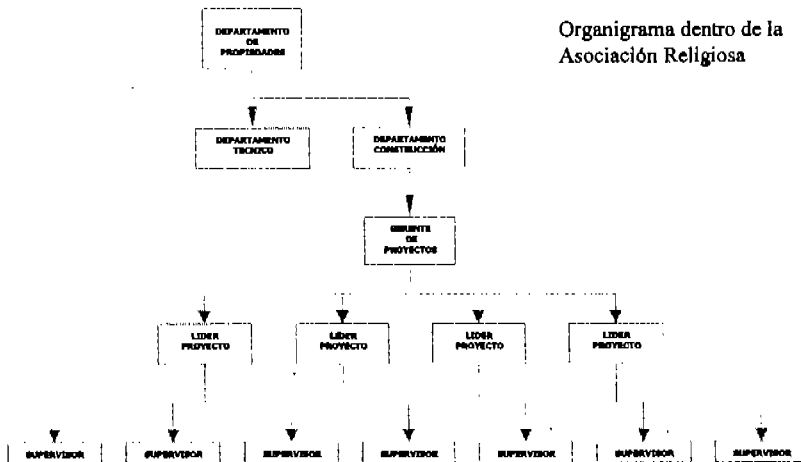 Organigrama dentro de la
Asociación Religiosa
DEPARTAMENTO
DE
PROPIEDADES
DEPARTAMENTO
TECNICO
DEPARTAMENTO
CONSTRUCCIÓN
GERENTE
DE
PROYECTOS
LIDER
PROYECTO
LÍDER
PROYECTO
LIDER
PROYECTO
LIDER
PROYECTO
SUPERVISOR
SUPERVISOR
SUPERVISOR
SUPERVISOR
SUPERVISOR
SUPERVISOR
SUPERVISOR